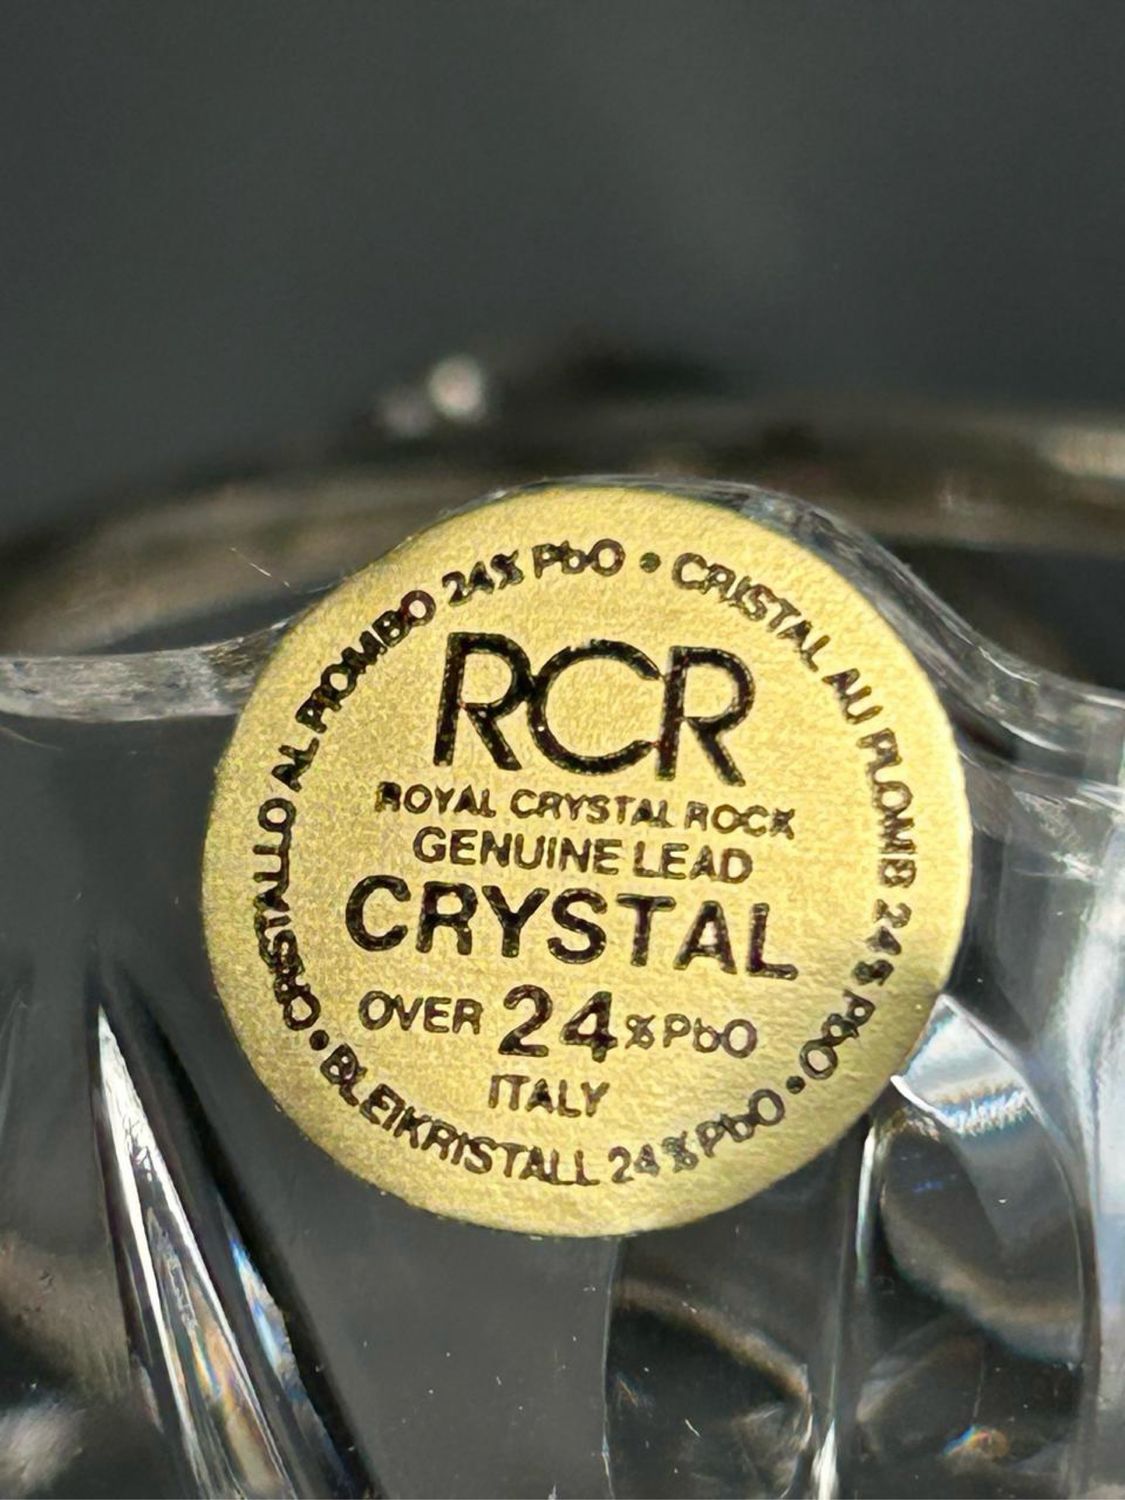 RCR
ROYAL CRYSTAL ROCK
GENUINE LEAD
CRYSTAL
OVER 24% PbO
ITALY
CRISTALLO AL PIOMBO 24% PbO • CRISTAL AU PLOMB 24% PbO • BLEIKRISTALL 24% PbO •